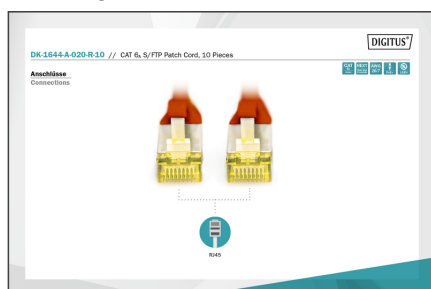 DIGITUS®
DK-1644-A-020-R-10 // CAT 6A S/FTP Patch Cord, 10 Pieces
Anschlüsse
Connections
RJ45